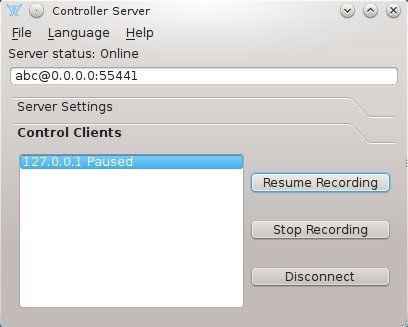 Controller Server
File Language Help
Server status: Online
abc@0.0.0.0:55441
Server Settings
Control Clients
127.0.0.1 Paused
Resume Recording
Stop Recording
Disconnect